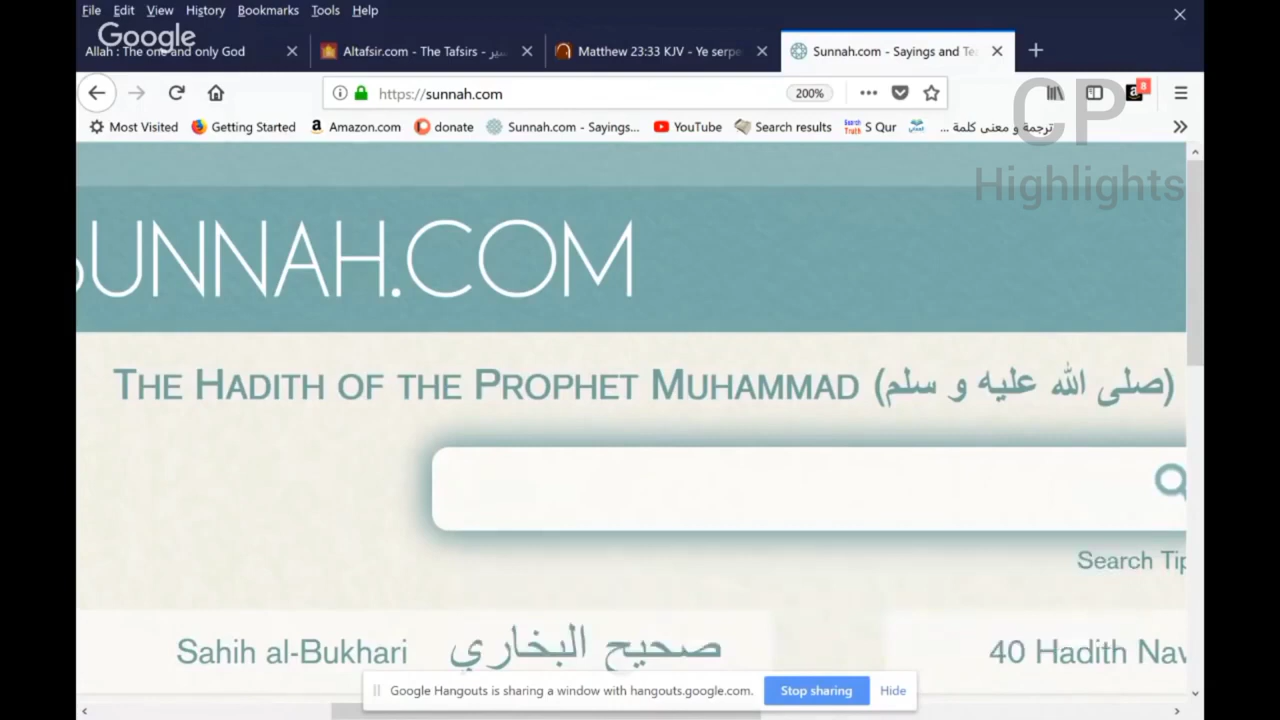 File Edit View History Bookmarks Tools Help
Google
Allah : The one and only God
Altafsir.com - The Tafsirs -
Matthew 23:33 KJV - Ye serpe
Sunnah.com - Sayings and Te
https://sunnah.com
200%
8
CP
Highlights
Most Visited Getting Started Amazon.com donate Sunnah.com - Sayings... YouTube Search results S Qur ترجمة و معنى كلمة ...
SUNNAH.COM
THE HADITH OF THE PROPHET MUHAMMAD (صلى الله عليه و سلم)
Search Tip
Sahih al-Bukhari صحيح البخاري
40 Hadith Naw
Google Hangouts is sharing a window with hangouts.google.com. Stop sharing Hide